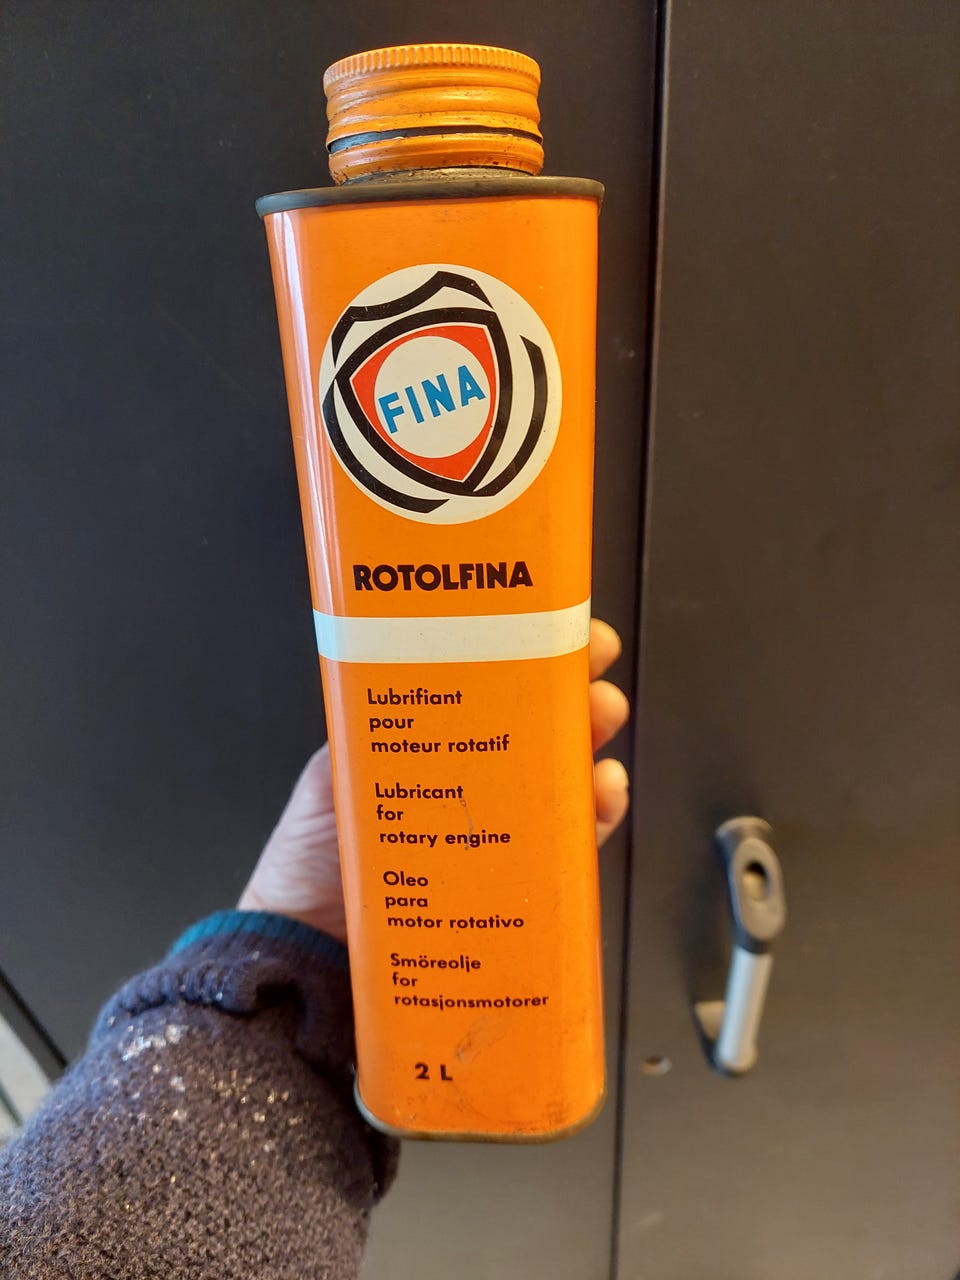 FINA
ROTOLFINA
Lubrifiant
pour
moteur rotatif
Lubricant
for
rotary engine
Oleo
para
motor rotativo
Smöreolje
for
rotasjonsmotorer
2 L